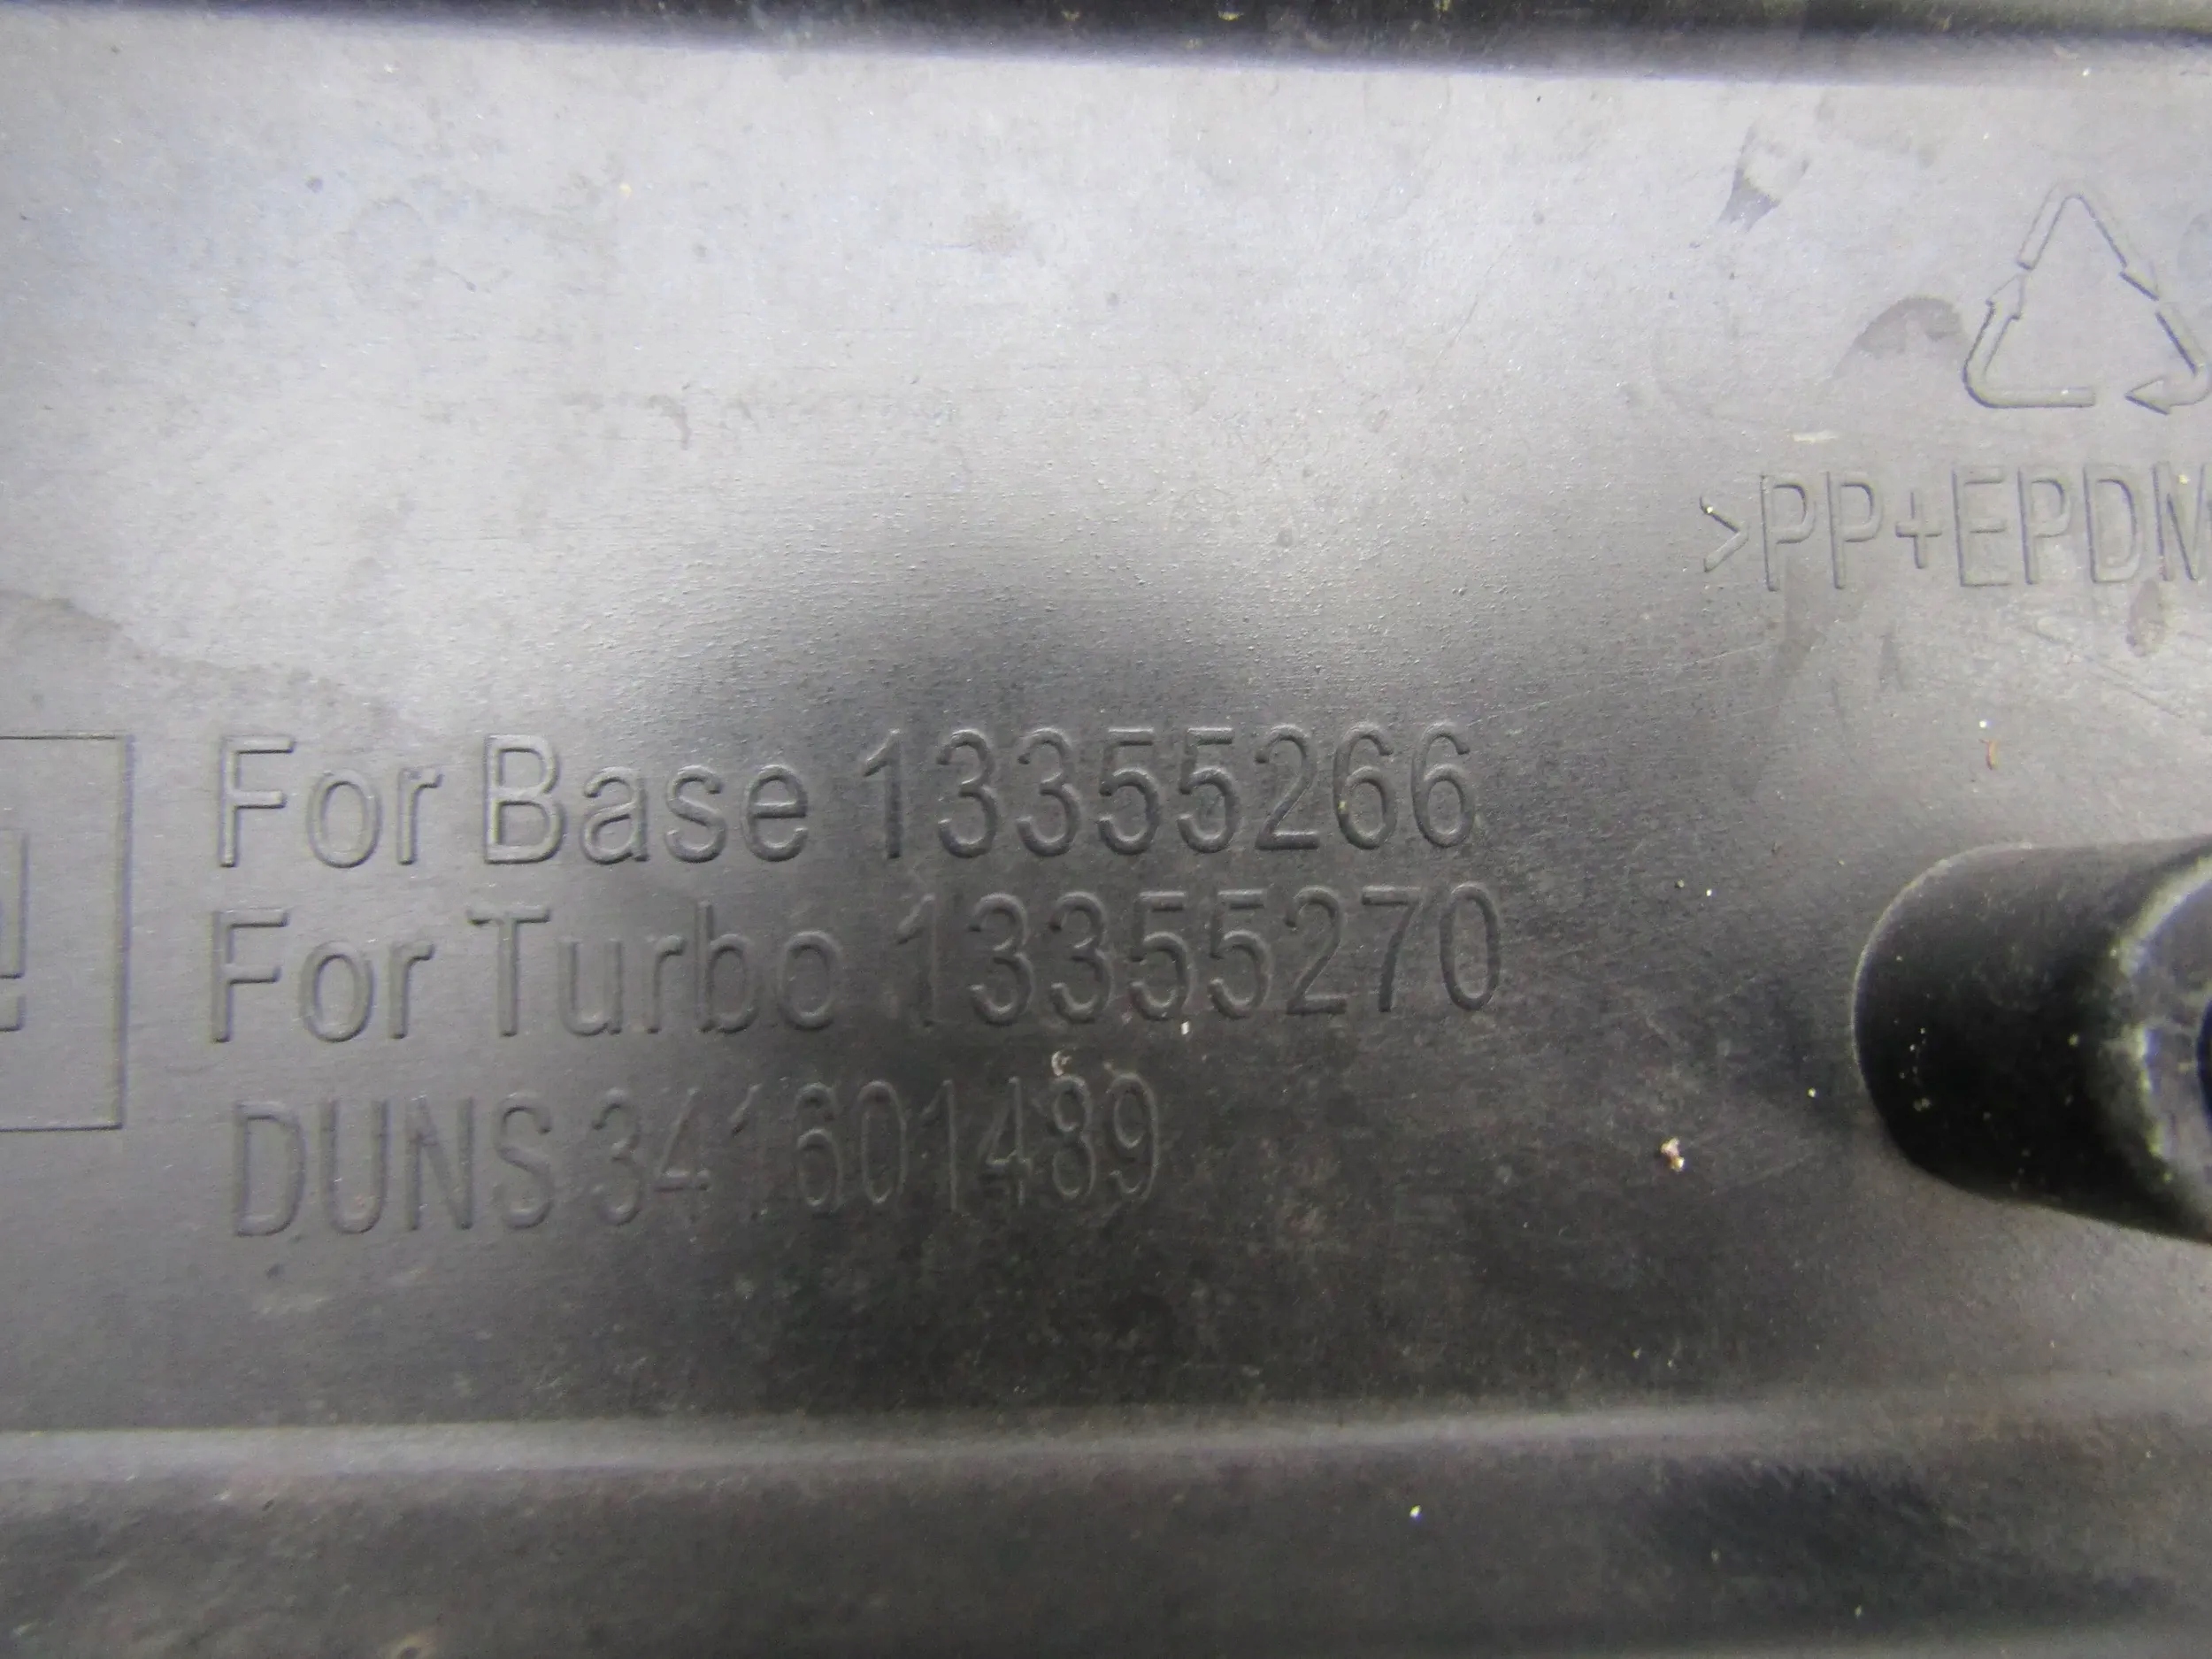 >PP+EPDM
For Base 13355266
For Turbo 13355270
DUNS 341601489